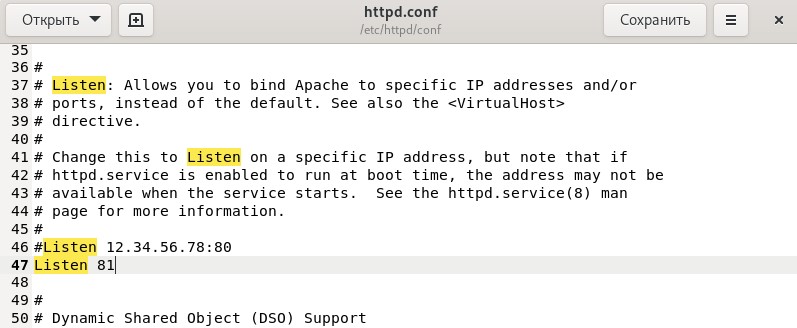 Открыть
httpd.conf
/etc/httpd/conf
Сохранить
35
36 #
37 # Listen: Allows you to bind Apache to specific IP addresses and/or
38 # ports, instead of the default. See also the <VirtualHost>
39 # directive.
40 #
41 # Change this to Listen on a specific IP address, but note that if
42 # httpd.service is enabled to run at boot time, the address may not be
43 # available when the service starts.  See the httpd.service(8) man
44 # page for more information.
45 #
46 #Listen 12.34.56.78:80
47 Listen 81
48
49 #
50 # Dynamic Shared Object (DSO) Support